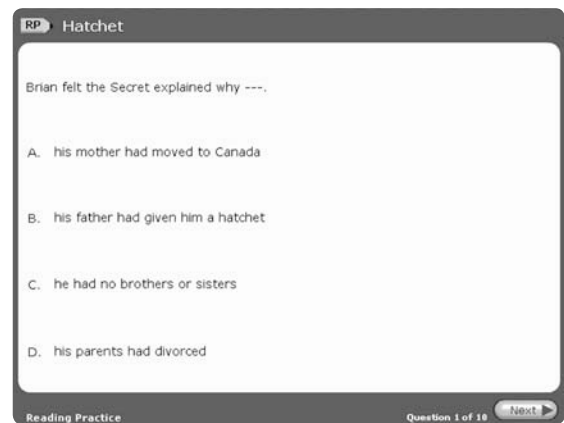 RP Hatchet
Brian felt the Secret explained why ---.
A. his mother had moved to Canada
B. his father had given him a hatchet
C. he had no brothers or sisters
D. his parents had divorced
Reading Practice
Question 1 of 10
Next